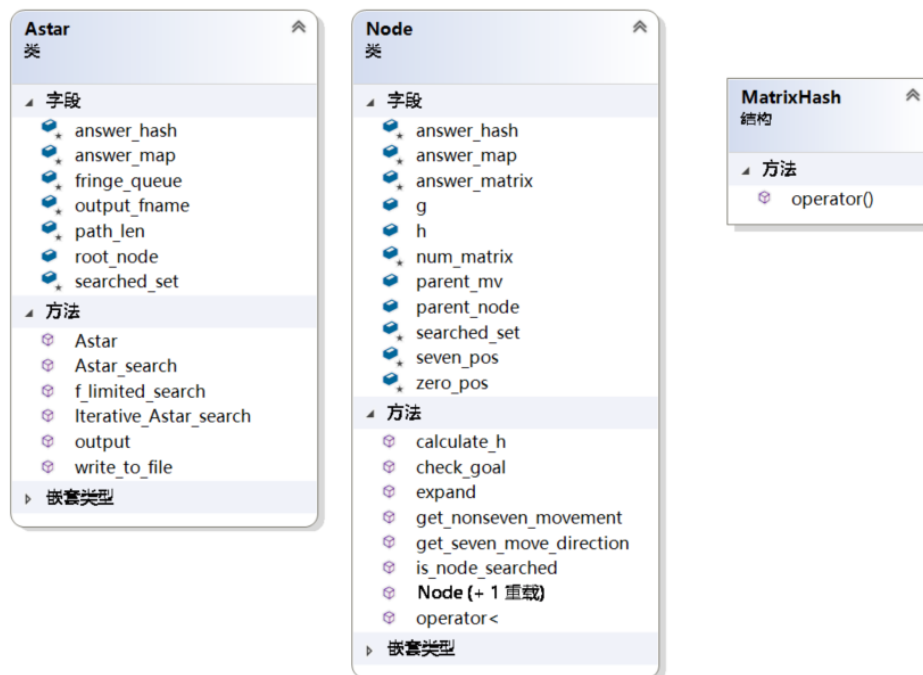 Astar
类
字段
answer_hash
answer_map
fringe_queue
output_fname
path_len
root_node
searched_set
方法
Astar
Astar_search
f_limited_search
Iterative_Astar_search
output
write_to_file
嵌套类型
Node
类
字段
answer_hash
answer_map
answer_matrix
g
h
num_matrix
parent_mv
parent_node
searched_set
seven_pos
zero_pos
方法
calculate_h
check_goal
expand
get_nonseven_movement
get_seven_move_direction
is_node_searched
Node (+ 1 重载)
operator<
嵌套类型
MatrixHash
结构
方法
operator()